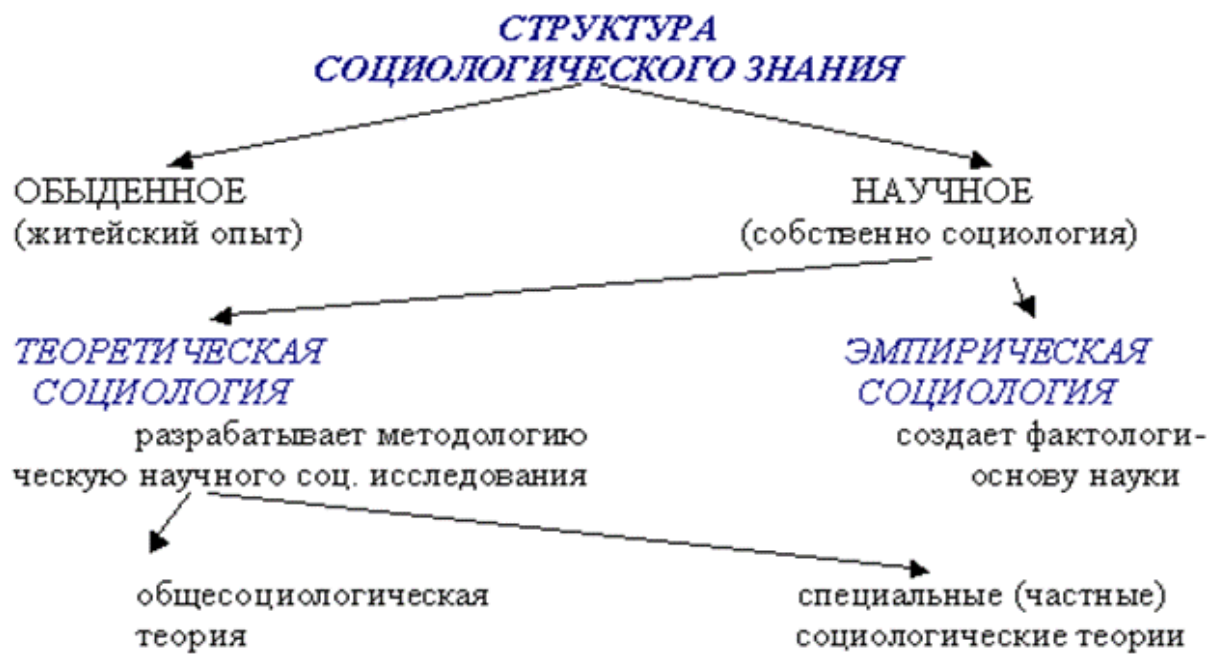 СТРУКТУРА
СОЦИОЛОГИЧЕСКОГО ЗНАНИЯ
ОБЫДЕННОЕ
(житейский опыт)
НАУЧНОЕ
(собственно социология)
ТЕОРЕТИЧЕСКАЯ
СОЦИОЛОГИЯ
разрабатывает методологию
ческую научного соц. исследования
ЭМПИРИЧЕСКАЯ
СОЦИОЛОГИЯ
создает фактологи-
основу науки
общесоциологическая
теория
специальные (частные)
социологические теории